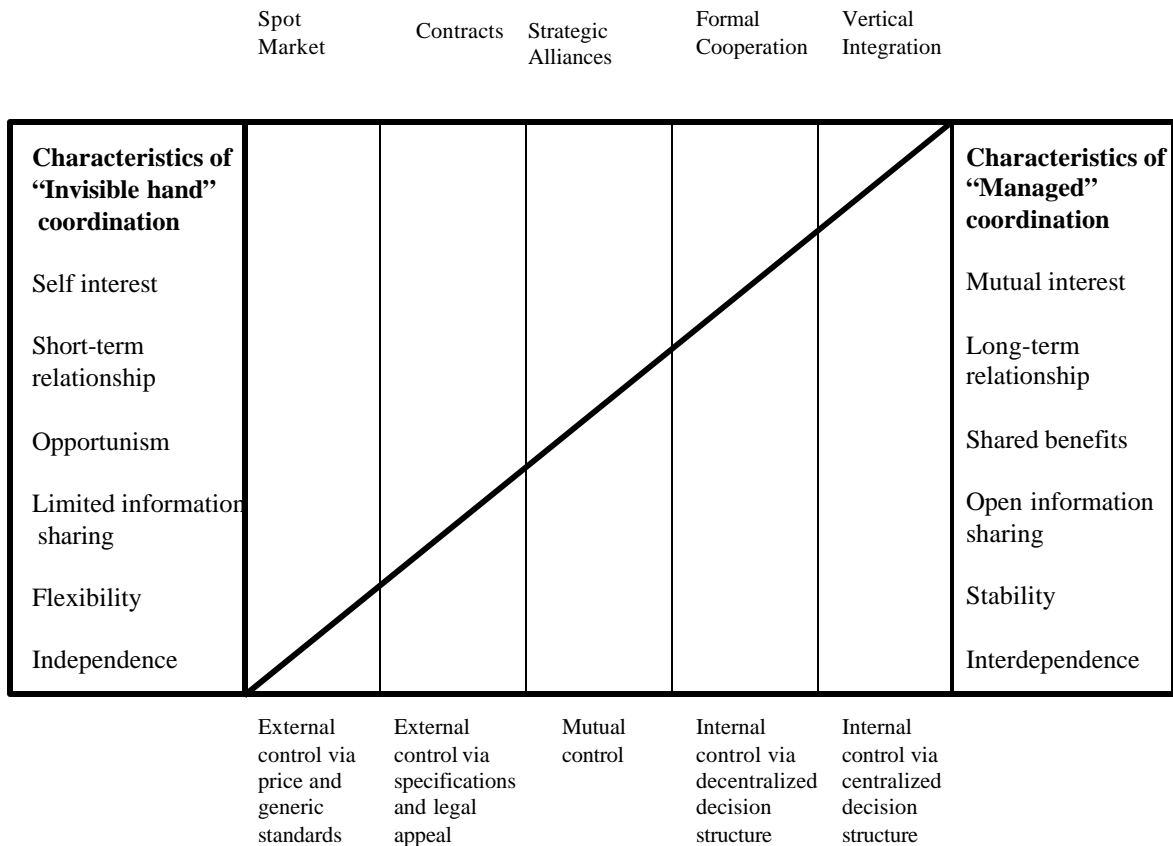 Spot
Market
Contracts
Strategic
Alliances
Formal
Cooperation
Vertical
Integration
Characteristics of
“Invisible hand”
coordination
Self interest
Short-term
relationship
Opportunism
Limited information
sharing
Flexibility
Independence
Characteristics of
“Managed”
coordination
Mutual interest
Long-term
relationship
Shared benefits
Open information
sharing
Stability
Interdependence
External
control via
price and
generic
standards
External
control via
specifications
and legal
appeal
Mutual
control
Internal
control via
decentralized
decision
structure
Internal
control via
centralized
decision
structure